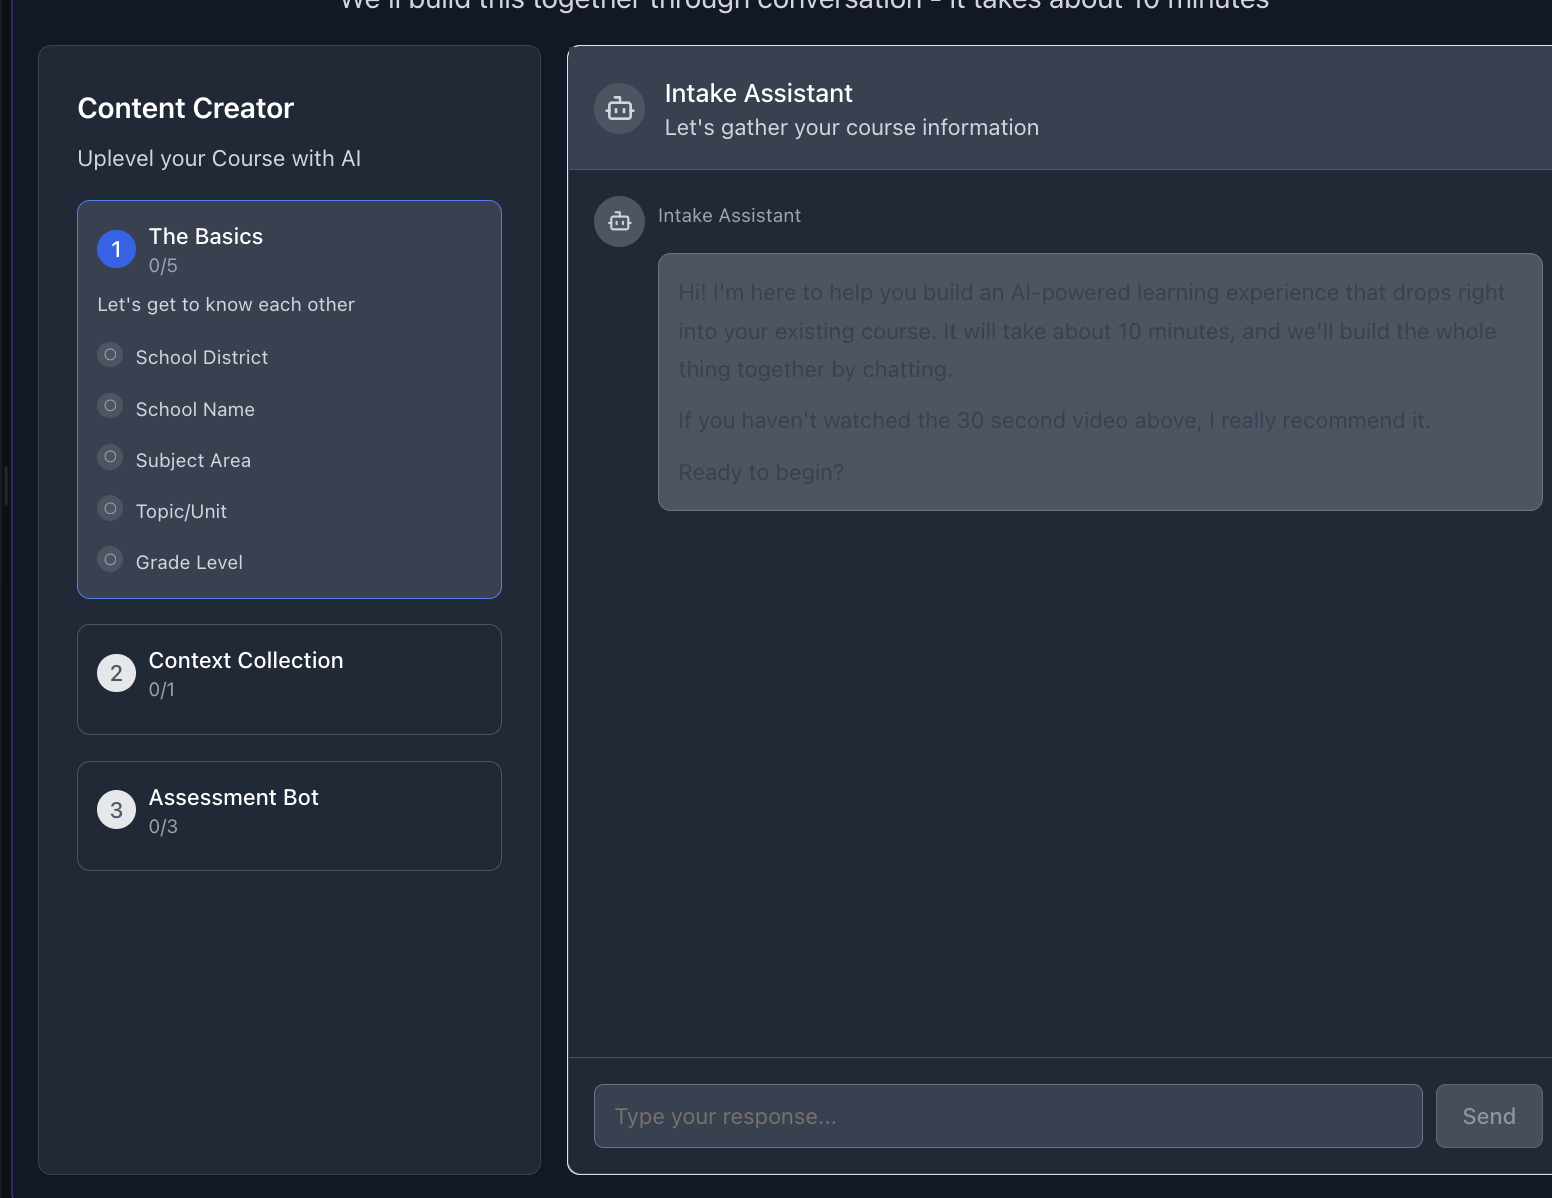 We'll build this together through conversation - it takes about 10 minutes
Content Creator
Uplevel your Course with AI
1
The Basics
0/5
Let's get to know each other
School District
School Name
Subject Area
Topic/Unit
Grade Level
2
Context Collection
0/1
3
Assessment Bot
0/3
Intake Assistant
Let's gather your course information
Intake Assistant
Hi! I'm here to help you build an AI-powered learning experience that drops right
into your existing course. It will take about 10 minutes, and we'll build the whole
thing together by chatting.
If you haven't watched the 30 second video above, I really recommend it.
Ready to begin?
Type your response...
Send